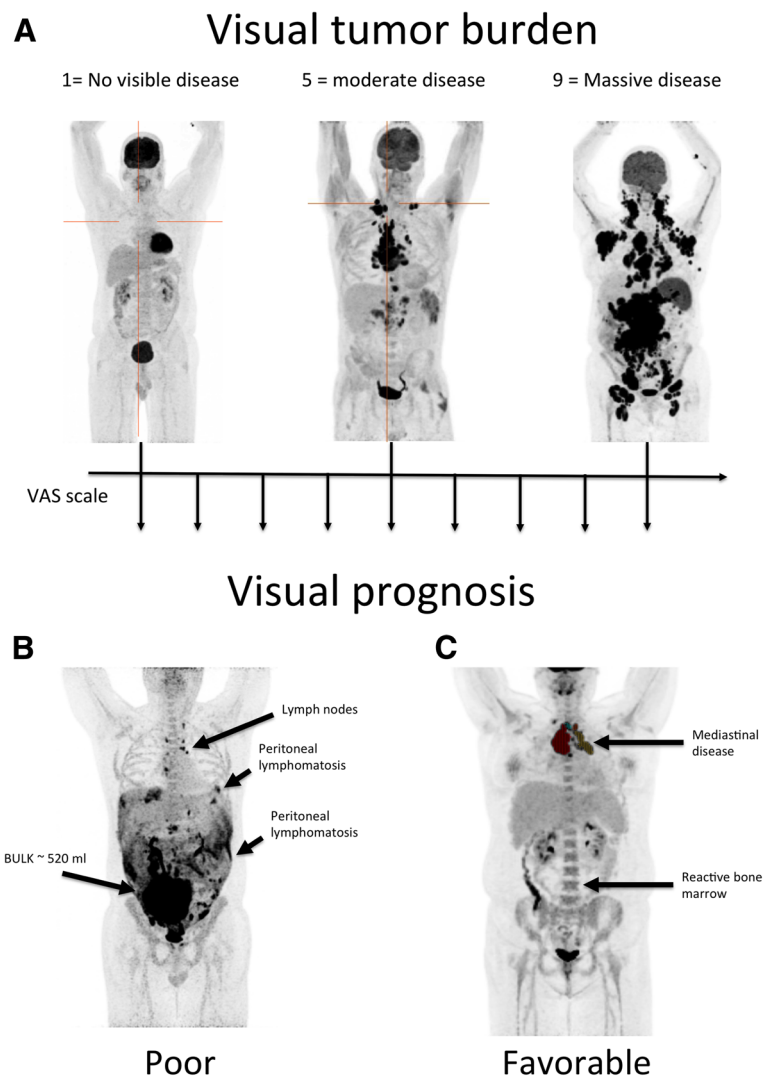 A
Visual tumor burden
1= No visible disease
5 = moderate disease
9 = Massive disease
VAS scale
Visual prognosis
B
C
Lymph nodes
Peritoneal
lymphomatosis
Peritoneal
lymphomatosis
BULK ~ 520 ml
Mediastinal
disease
Reactive bone
marrow
Poor
Favorable